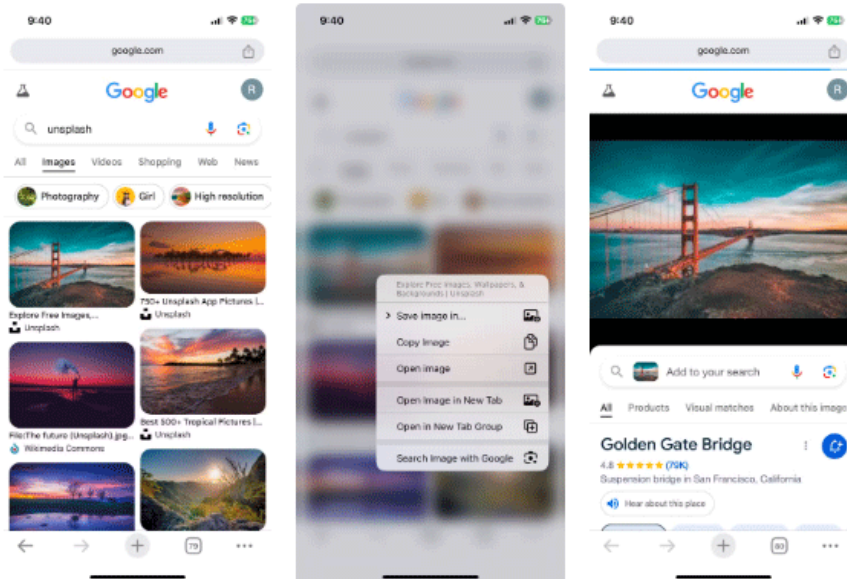 9:40
google.com
Google
R
unsplash
All Images Videos Shopping Web News
Photography Girl High resolution
Explore Free Images,...
Unsplash
750+ Unsplash App Pictures |...
Unsplash
File:The future (Unsplash).jpg...
Wikimedia Commons
Best 500+ Tropical Pictures |...
Unsplash
79
9:40
Explore Free Images, Wallpapers, &
Backgrounds | Unsplash
Save Image in...
Copy Image
Open image
Open Image in New Tab
Open in New Tab Group
Search Image with Google
9:40
google.com
Google
R
Add to your search
All Products Visual matches About this image
Golden Gate Bridge
4.8 ★★★★★ (79K)
Suspension bridge in San Francisco, California
Hear about this place
80